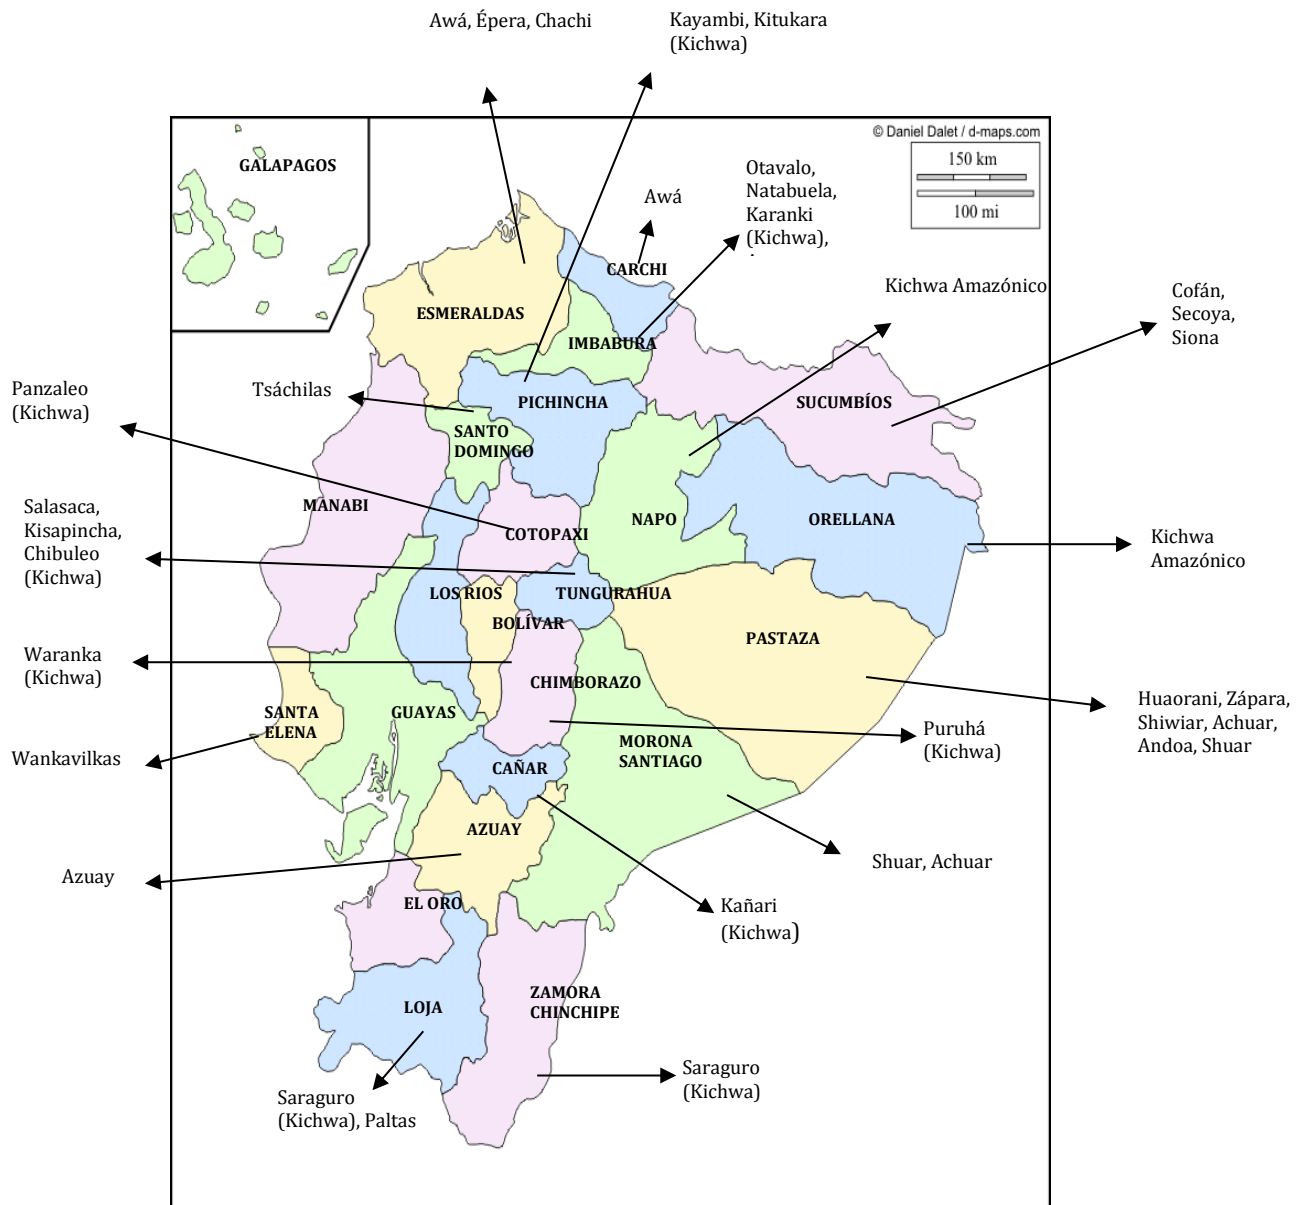 Awá, Épera, Chachi
Kayambi, Kitukara
(Kichwa)
© Daniel Dalet / d-maps.com
150 km
100 mi
GALAPAGOS
Awá
Otavalo,
Natabuela,
Karanki
(Kichwa),
CARCHI
Kichwa Amazónico
Cofán,
Secoya,
Siona
ESMERALDAS
IMBABURA
Panzaleo
(Kichwa)
Tsáchilas
PICHINCHA
SUCUMBÍOS
SANTO
DOMINGO
MANABI
Salasaca,
Kisapincha,
Chibuleo
(Kichwa)
COTOPAXI
NAPO
ORELLANA
Kichwa
Amazónico
LOS RIOS
TUNGURAHUA
BOLÍVAR
PASTAZA
Waranka
(Kichwa)
CHIMBORAZO
SANTA
ELENA
GUAYAS
MORONA
SANTIAGO
Puruhá
(Kichwa)
Huaorani, Zápara,
Shiwiar, Achuar,
Andoa, Shuar
Wankavilkas
CAÑAR
AZUAY
Azuay
Shuar, Achuar
EL ORO
Kañari
(Kichwa)
LOJA
ZAMORA
CHINCHIPE
Saraguro
(Kichwa)
Saraguro
(Kichwa), Paltas